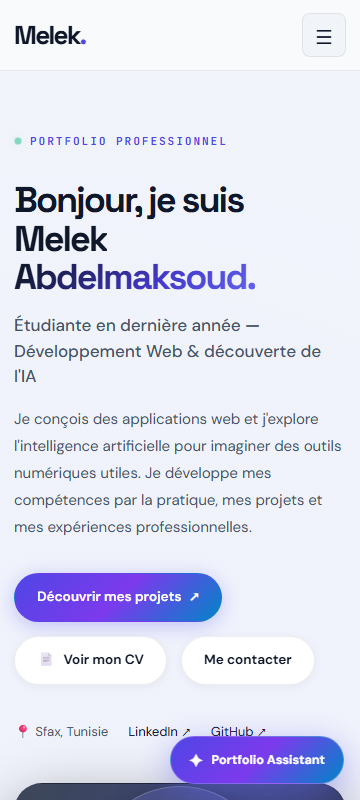 Melek.
PORTFOLIO PROFESSIONNEL
Bonjour, je suis
Melek
Abdelmaksoud.
Étudiante en dernière année —
Développement Web & découverte de
l'IA
Je conçois des applications web et j'explore
l'intelligence artificielle pour imaginer des outils
numériques utiles. Je développe mes
compétences par la pratique, mes projets et
mes expériences professionnelles.
Découvrir mes projets ↗
Voir mon CV
Me contacter
Sfax, Tunisie LinkedIn ↗ GitHub ↗
Portfolio Assistant